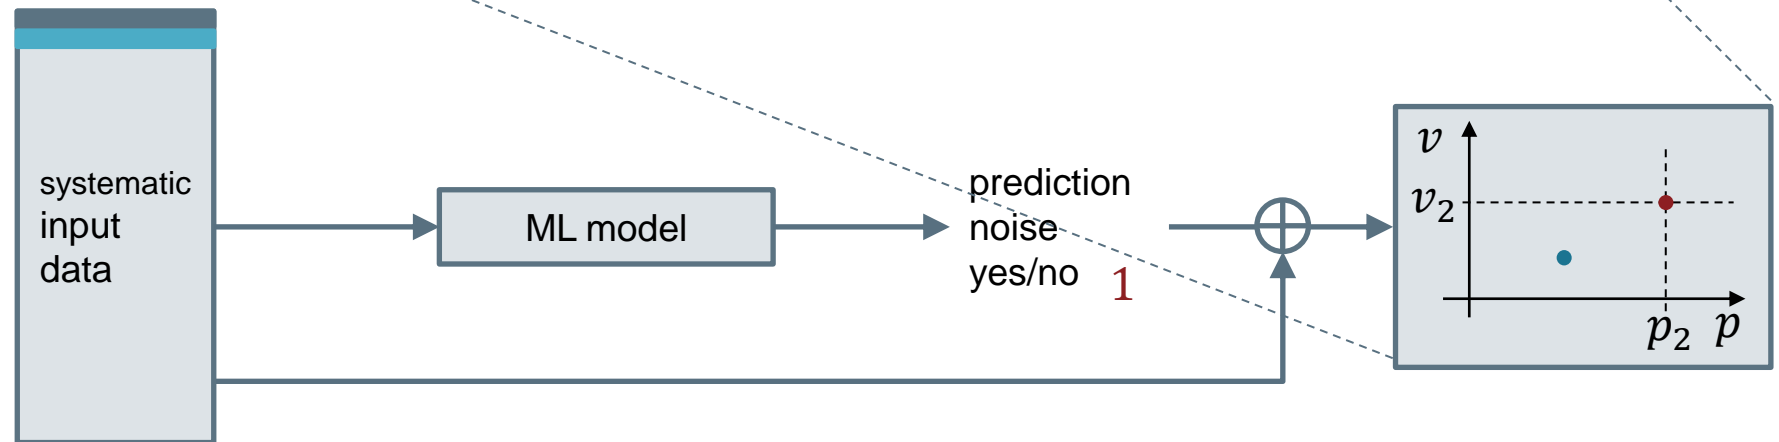 systematic
input
data
ML model
prediction
noise
yes/no 1
v
v₂
p₂ p